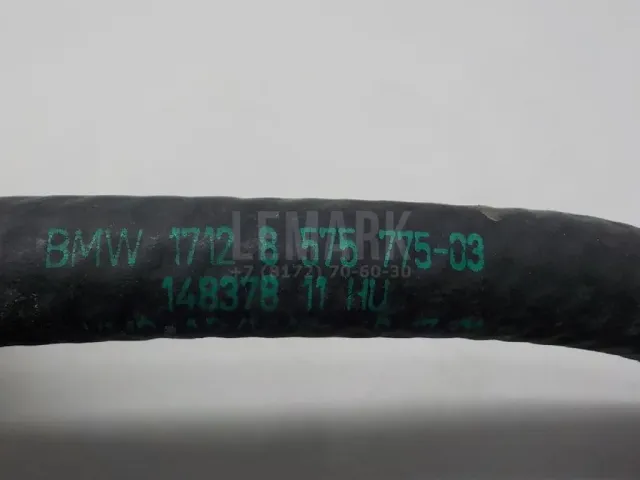 LEMARK
BMW 1712 8 575 775-03
+7 (8172) 70-60-30
148378 11 HU